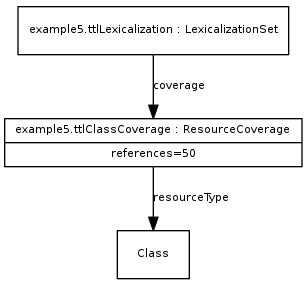 example5.ttlLexicalization : LexicalizationSet
coverage
example5.ttlClassCoverage : ResourceCoverage
references=50
resourceType
Class